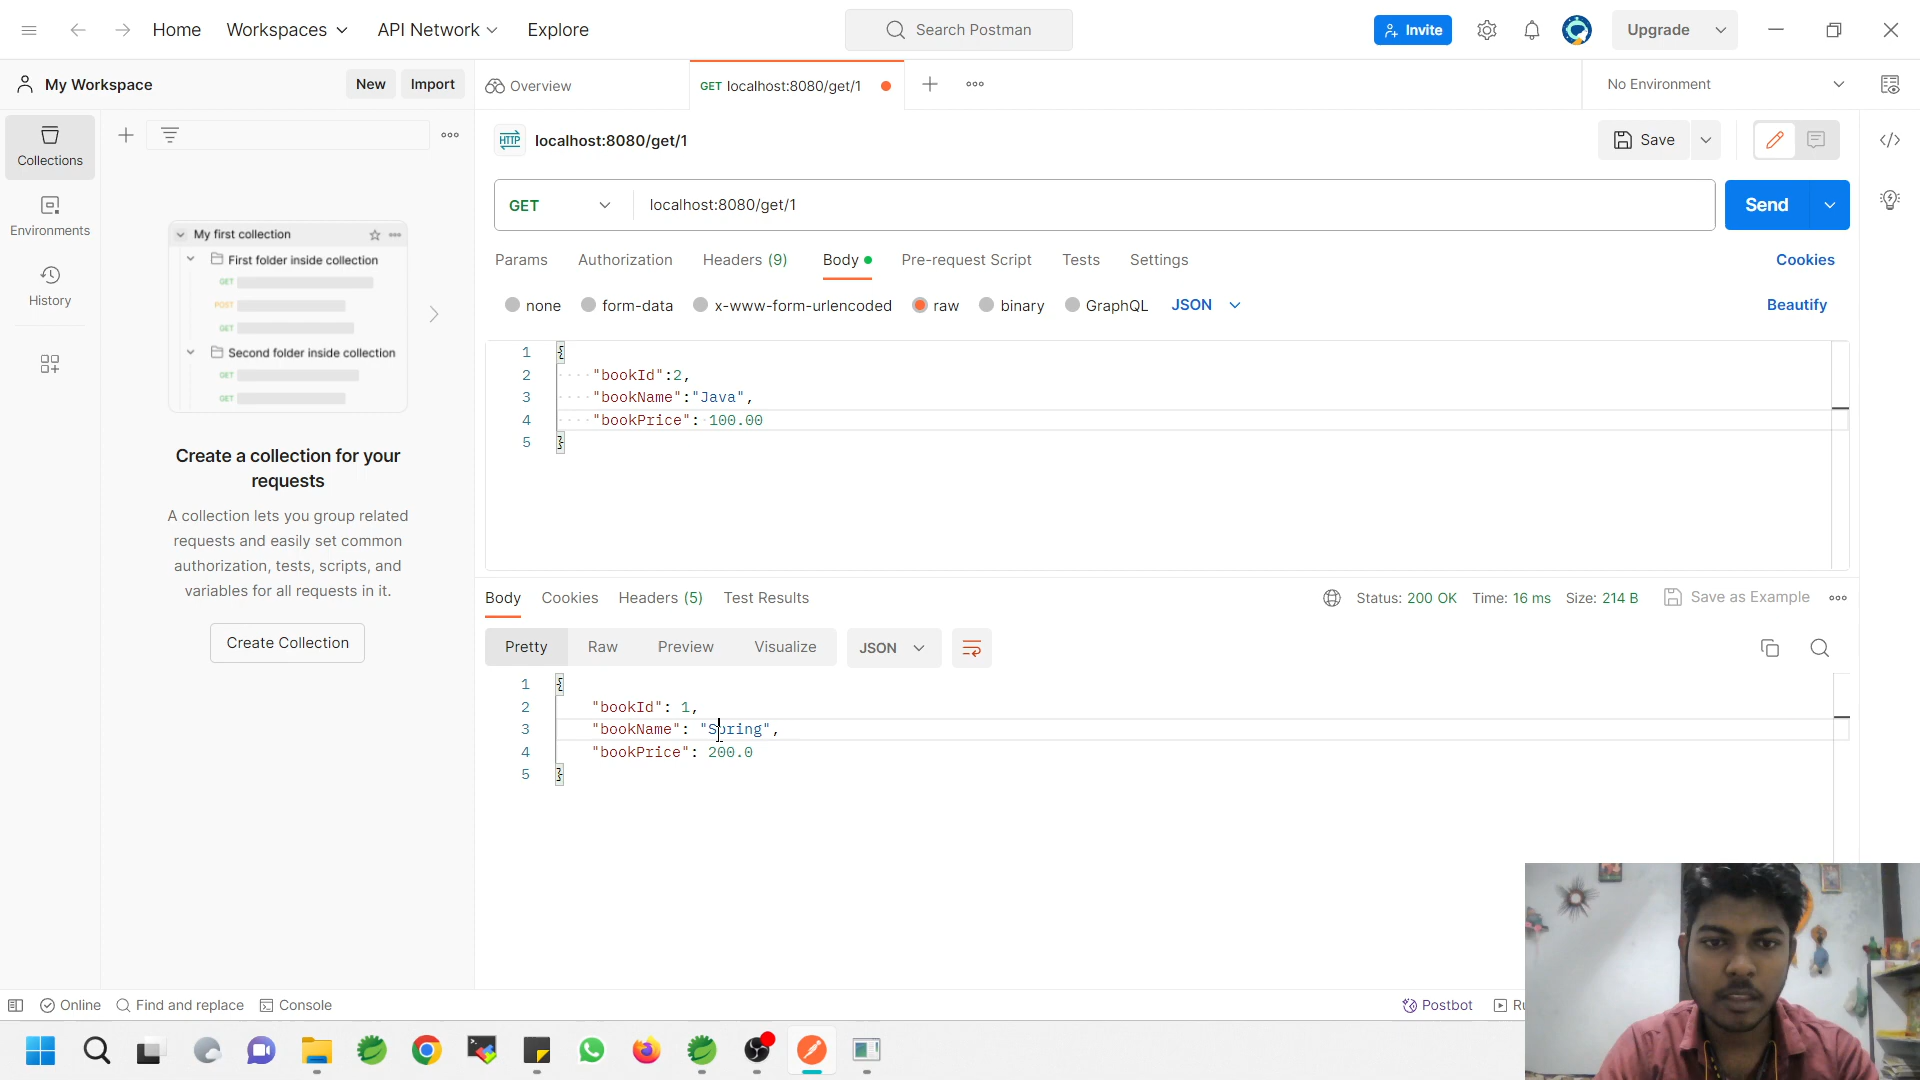 Home
Workspaces
API Network
Explore
Search Postman
Invite
Upgrade
My Workspace
New
Import
Overview
GET localhost:8080/get/1
No Environment
Collections
Environments
History
HTTP localhost:8080/get/1
Save
GET
localhost:8080/get/1
Send
Params
Authorization
Headers (9)
Body
Pre-request Script
Tests
Settings
Cookies
none
form-data
x-www-form-urlencoded
raw
binary
GraphQL
JSON
Beautify
1 {
2 "bookId":2,
3 "bookName":"Java",
4 "bookPrice": 100.00
5 }
My first collection
First folder inside collection
GET
POST
GET
Second folder inside collection
GET
GET
Create a collection for your
requests
A collection lets you group related
requests and easily set common
authorization, tests, scripts, and
variables for all requests in it.
Create Collection
Body
Cookies
Headers (5)
Test Results
Status: 200 OK
Time: 16 ms
Size: 214 B
Save as Example
Pretty
Raw
Preview
Visualize
JSON
1 {
2 "bookId": 1,
3 "bookName": "Spring",
4 "bookPrice": 200.0
5 }
Online
Find and replace
Console
Postbot
Ru